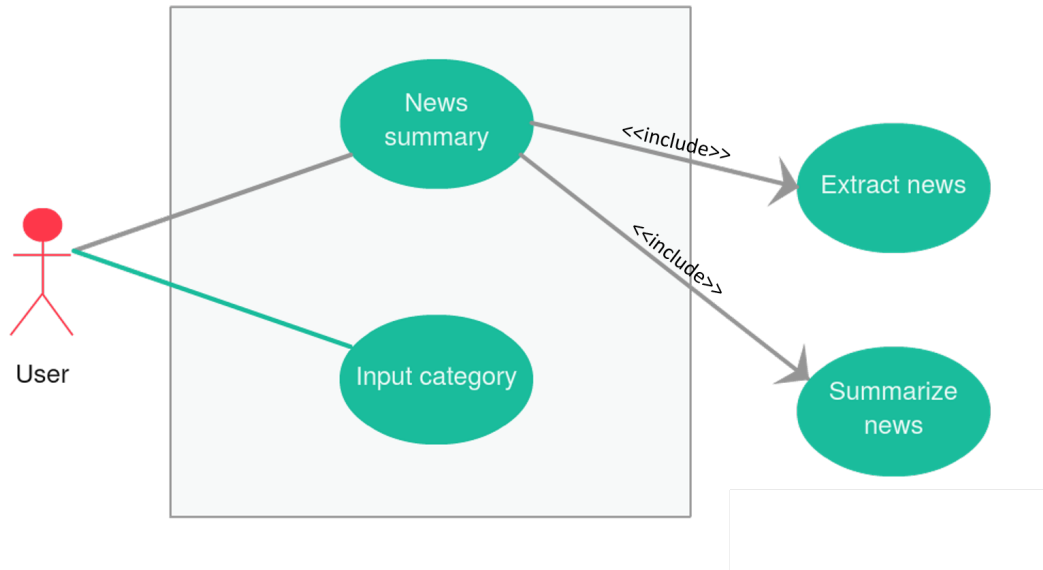 News
summary
<<include>>
Extract news
<<include>>
User
Input category
Summarize
news